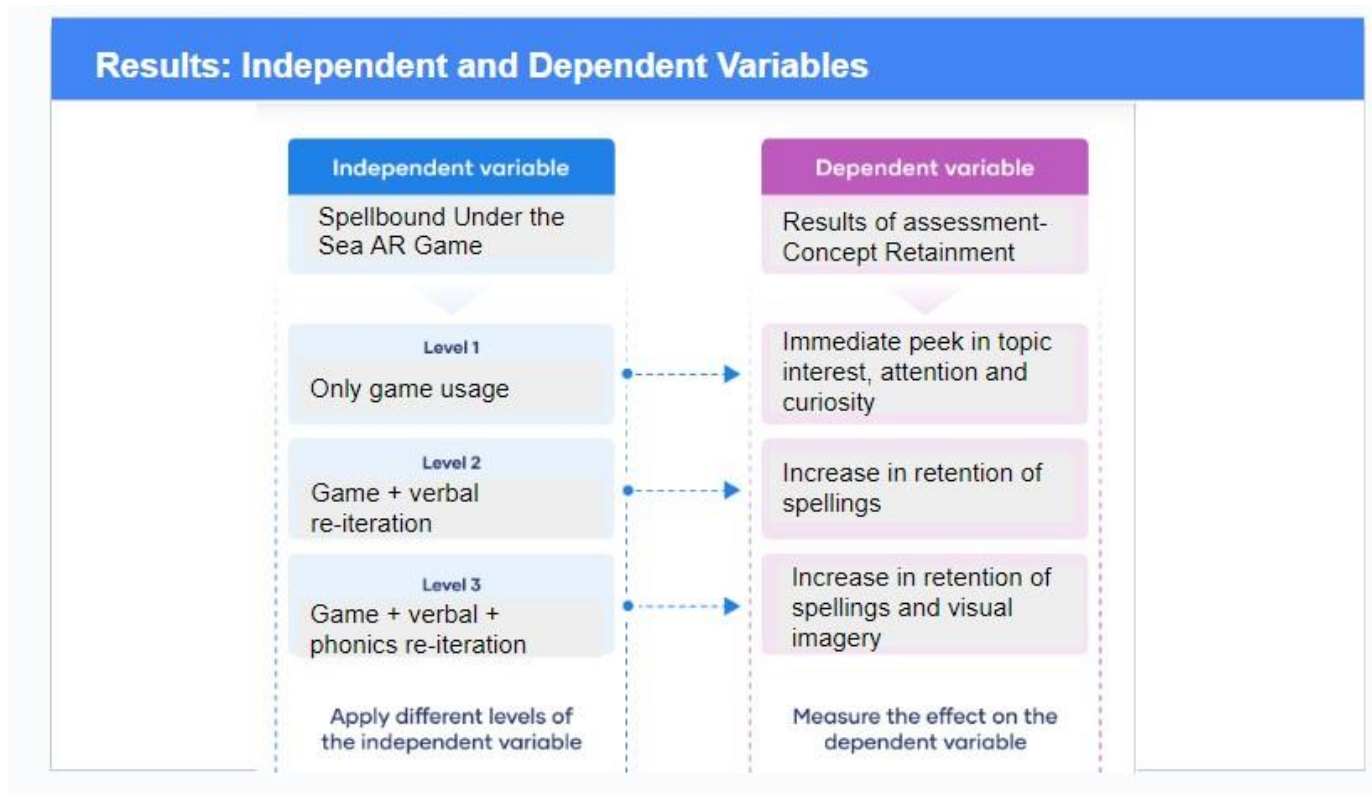 Results: Independent and Dependent Variables
Independent variable
Spellbound Under the
Sea AR Game
Level 1
Only game usage
Level 2
Game + verbal
re-iteration
Level 3
Game + verbal +
phonics re-iteration
Apply different levels of
the independent variable
Dependent variable
Results of assessment-
Concept Retainment
Immediate peek in topic
interest, attention and
curiosity
Increase in retention of
spellings
Increase in retention of
spellings and visual
imagery
Measure the effect on the
dependent variable